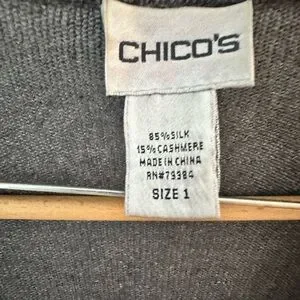 CHICO'S
85%SILK
15%CASHMERE
MADE IN CHINA
RN#79384
SIZE 1